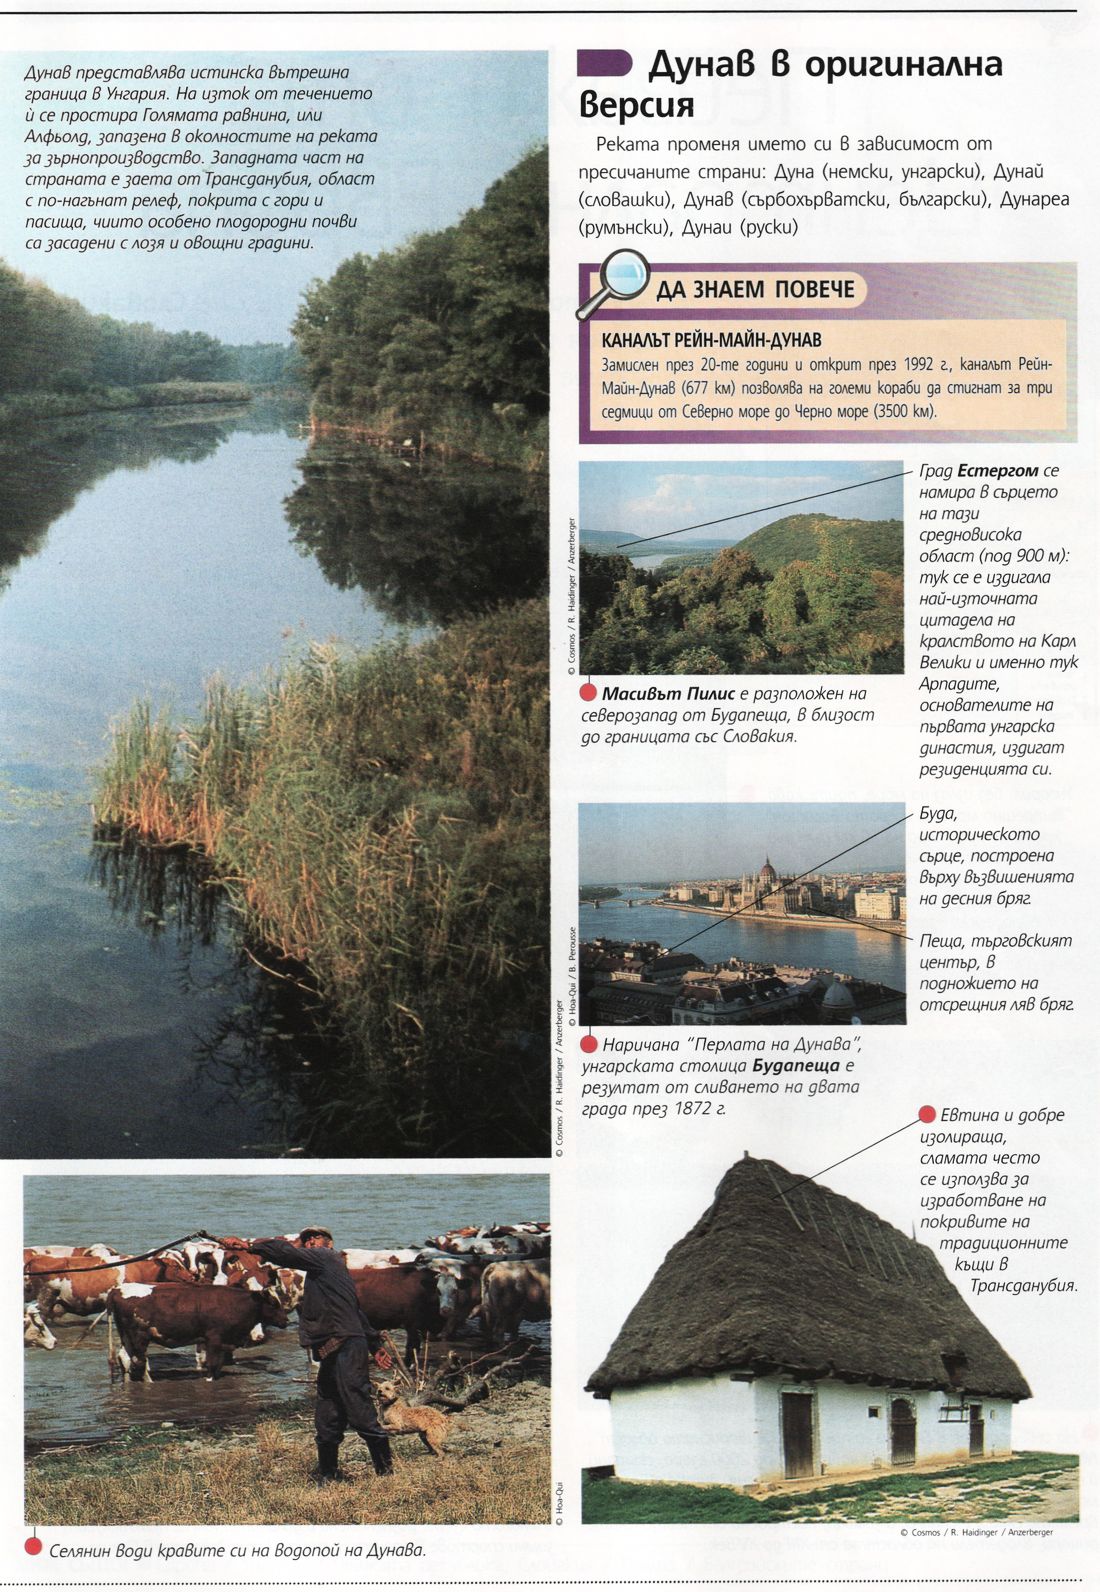 Дунав представлява истинска вътрешна
граница в Унгария. На изток от течението
ѝ се простира Голямата равнина, или
Алфьолд, запазена в околностите на реката
за зърнопроизводство. Западната част на
страната е заета от Трансданубия, област
с по-нагънат релеф, покрита с гори и
пасища, чиито особено плодородни почви
са засадени с лозя и овощни градини.
© Cosmos / R. Haidinger / Anzerberger
© Hoa-Qui
Селянин води кравите си на водопой на Дунава.
Дунав в оригинална
версия
Реката променя името си в зависимост от
пресичаните страни: Дуна (немски, унгарски), Дунай
(словашки), Дунав (сърбохърватски, български), Дунареа
(румънски), Дунаи (руски)
ДА ЗНАЕМ ПОВЕЧЕ
КАНАЛЪТ РЕЙН-МАЙН-ДУНАВ
Замислен през 20-те години и открит през 1992 г., каналът Рейн-
Майн-Дунав (677 км) позволява на големи кораби да стигнат за три
седмици от Северно море до Черно море (3500 км).
© Cosmos / R. Haidinger / Anzerberger
Град Естергом се
намира в сърцето
на тази
средновисока
област (под 900 м):
тук се е издигала
най-източната
цитадела на
кралството на Карл
Велики и именно тук
Арпадите,
основателите на
първата унгарска
династия, издигат
резиденцията си.
Масивът Пилис е разположен на
северозапад от Будапеща, в близост
до границата със Словакия.
© Hoa-Qui / B. Perousse
Буда,
историческото
сърце, построена
върху възвишенията
на десния бряг.
Пеща, търговският
център, в
подножието на
отсрещния ляв бряг.
Наричана "Перлата на Дунава",
унгарската столица Будапеща е
резултат от сливането на двата
града през 1872 г.
Евтина и добре
изолираща,
сламата често
се използва за
изработване на
покривите на
традиционните
къщи в
Трансданубия.
© Cosmos / R. Haidinger / Anzerberger